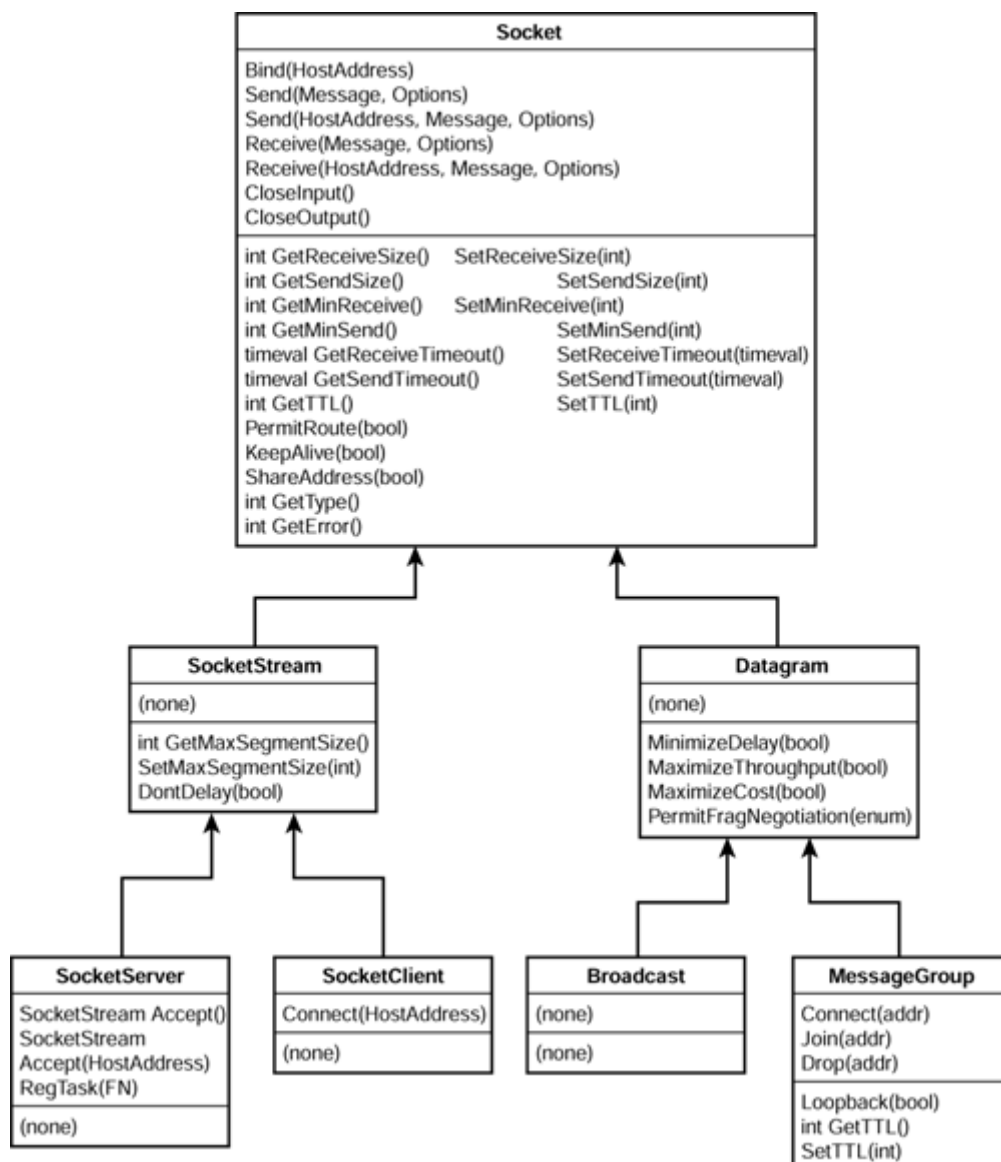 Socket
Bind(HostAddress)
Send(Message, Options)
Send(HostAddress, Message, Options)
Receive(Message, Options)
Receive(HostAddress, Message, Options)
CloseInput()
CloseOutput()
int GetReceiveSize() SetReceiveSize(int)
int GetSendSize() SetSendSize(int)
int GetMinReceive() SetMinReceive(int)
int GetMinSend() SetMinSend(int)
timeval GetReceiveTimeout() SetReceiveTimeout(timeval)
timeval GetSendTimeout() SetSendTimeout(timeval)
int GetTTL() SetTTL(int)
PermitRoute(bool)
KeepAlive(bool)
ShareAddress(bool)
int GetType()
int GetError()
SocketStream
(none)
int GetMaxSegmentSize()
SetMaxSegmentSize(int)
DontDelay(bool)
Datagram
(none)
MinimizeDelay(bool)
MaximizeThroughput(bool)
MaximizeCost(bool)
PermitFragNegotiation(enum)
SocketServer
SocketStream Accept()
SocketStream
Accept(HostAddress)
RegTask(FN)
(none)
SocketClient
Connect(HostAddress)
(none)
Broadcast
(none)
(none)
MessageGroup
Connect(addr)
Join(addr)
Drop(addr)
Loopback(bool)
int GetTTL()
SetTTL(int)